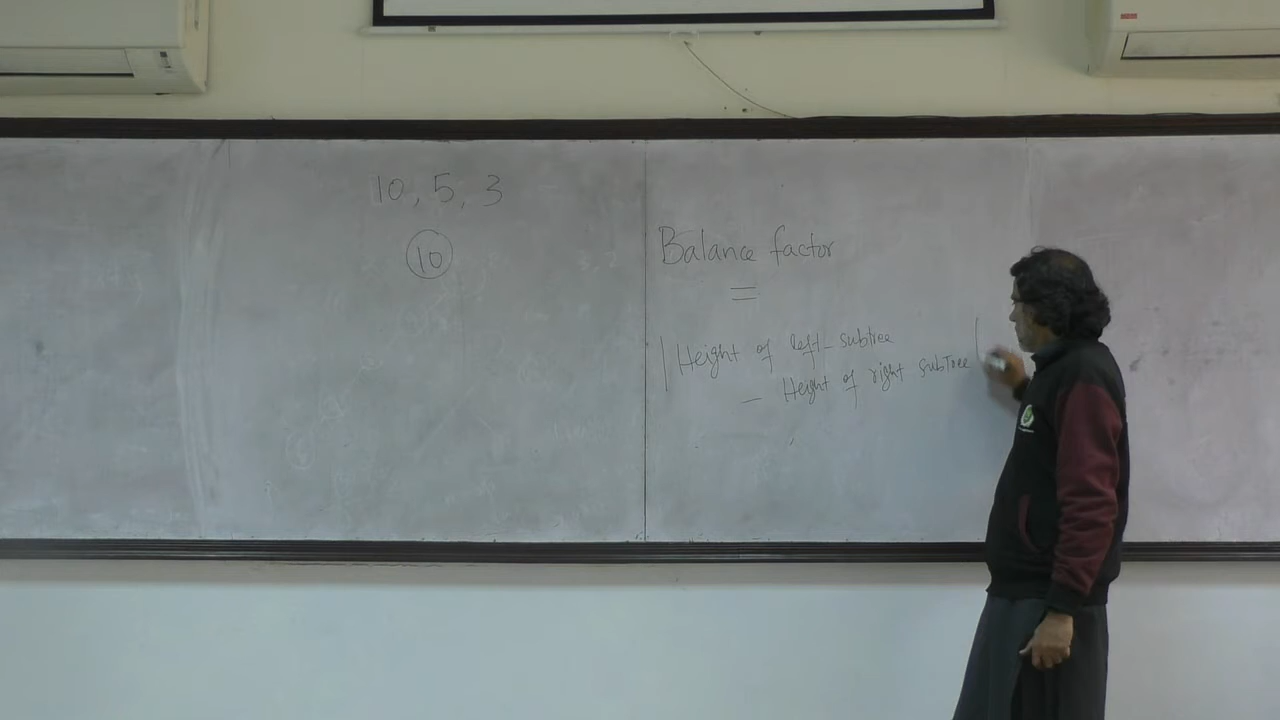 10, 5, 3
10
Balance factor
=
| Height of left-subtree
- Height of right subTree |